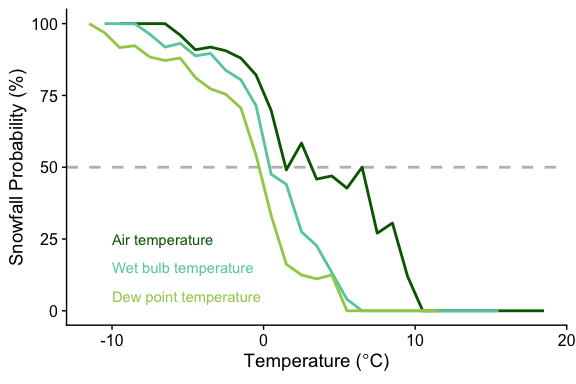 Snowfall Probability (%)
100
75
50
25
0
Air temperature
Wet bulb temperature
Dew point temperature
-10
0
10
20
Temperature (°C)